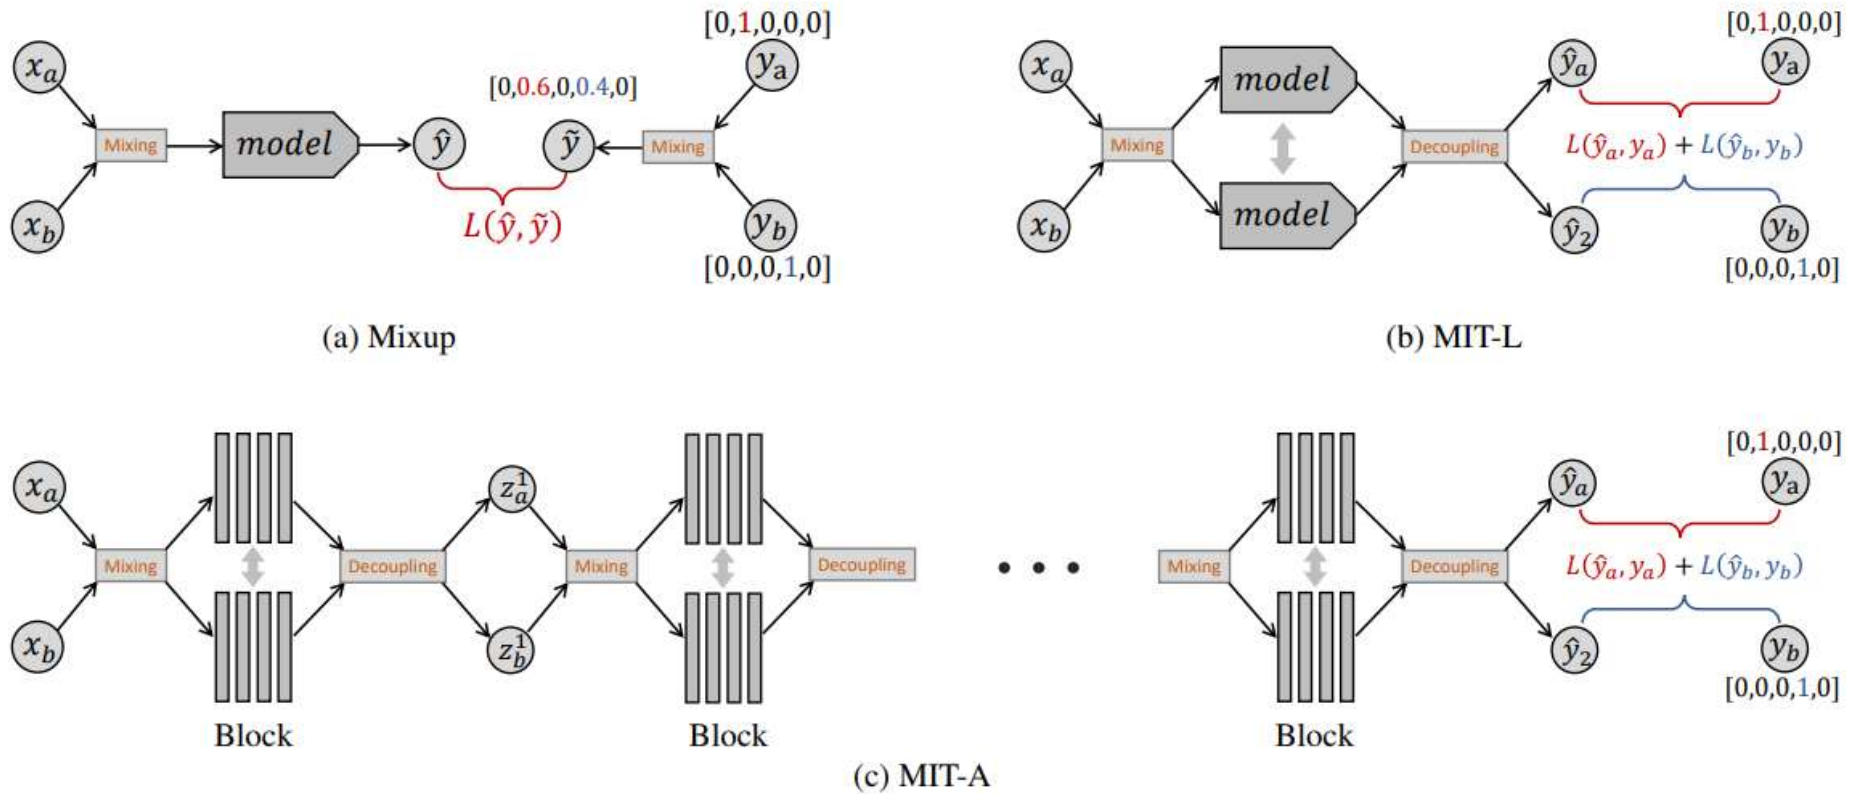 [0,1,0,0,0]
x_a
y_a
[0,0.6,0,0.4,0]
Mixing
model
ŷ
ỹ
Mixing
x_b
L(ŷ, ỹ)
y_b
[0,0,0,1,0]
(a) Mixup
[0,1,0,0,0]
x_a
model
ŷ_a
y_a
Mixing
Decoupling
L(ŷ_a, y_a) + L(ŷ_b, y_b)
x_b
model
ŷ_2
y_b
[0,0,0,1,0]
(b) MIT-L
[0,1,0,0,0]
x_a
z_a^1
ŷ_a
y_a
Mixing
Decoupling
Mixing
Decoupling
• • •
Mixing
Decoupling
L(ŷ_a, y_a) + L(ŷ_b, y_b)
x_b
z_b^1
ŷ_2
y_b
[0,0,0,1,0]
Block
Block
Block
(c) MIT-A